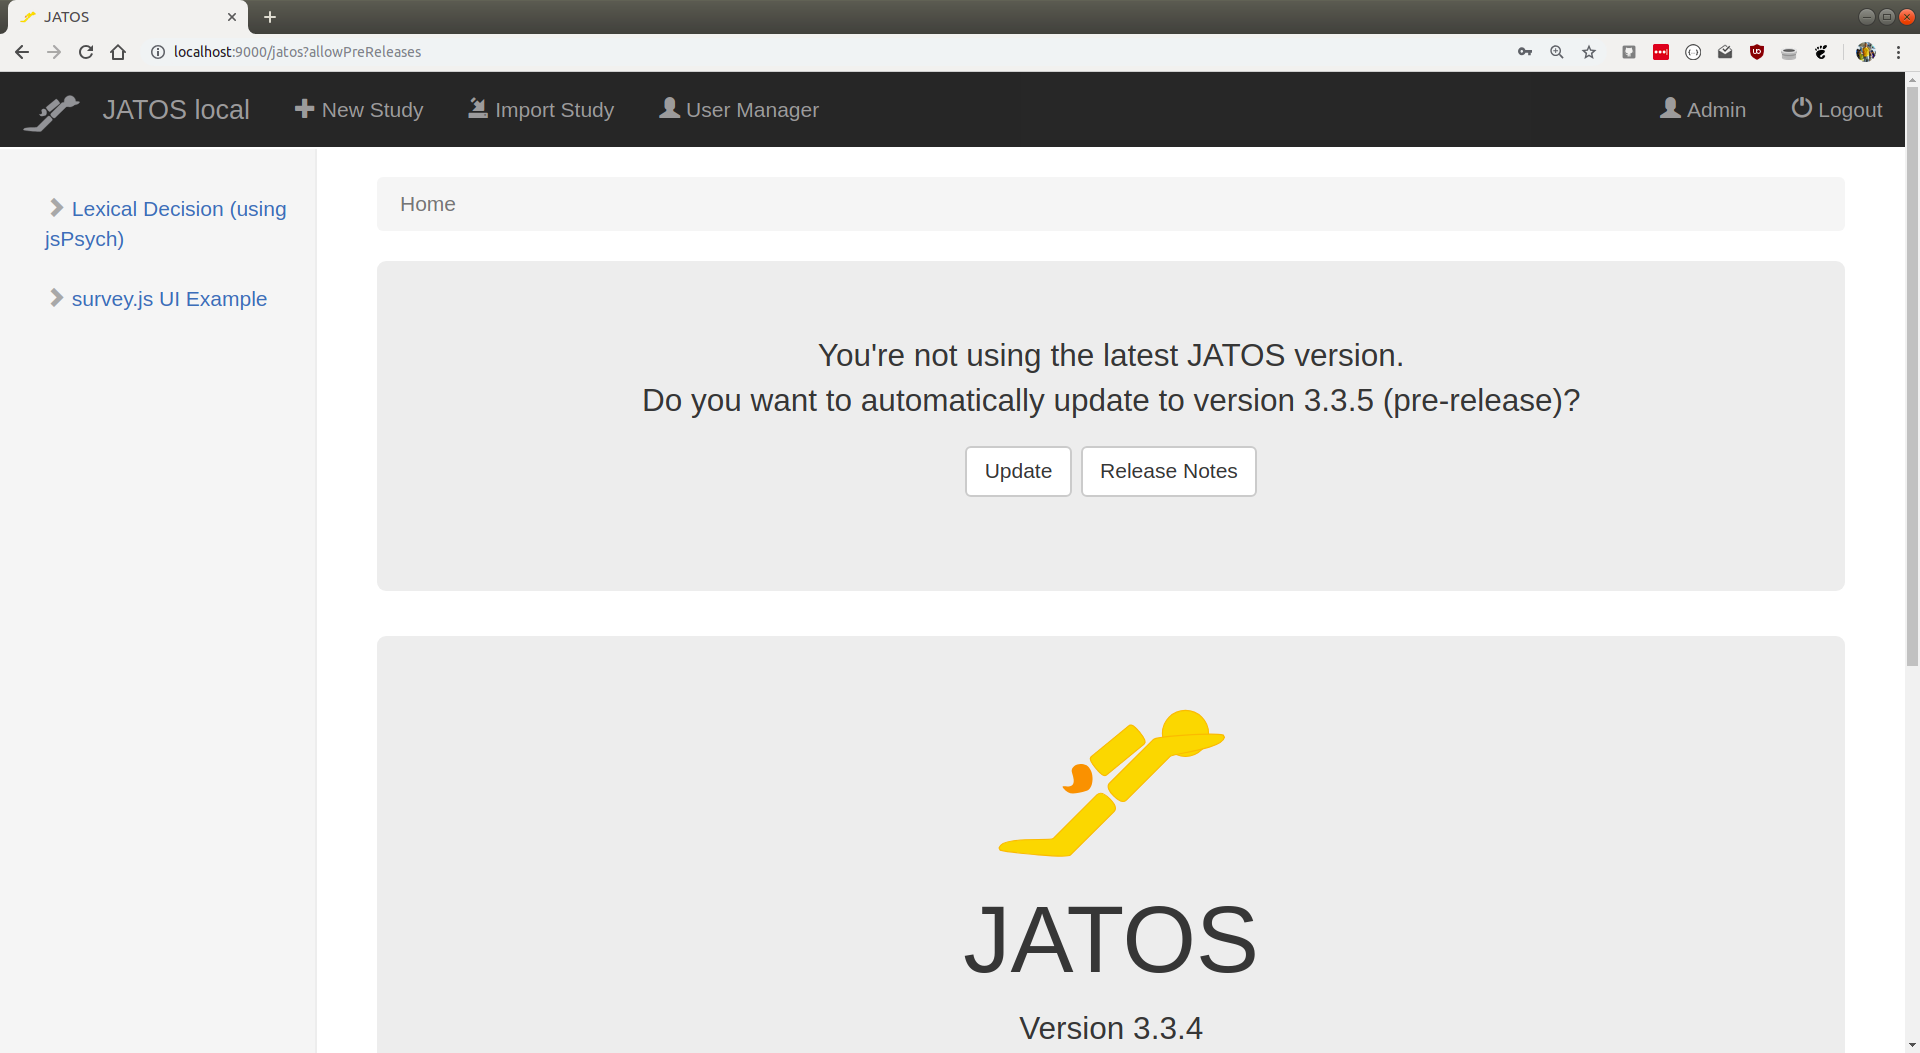 JATOS
localhost:9000/jatos?allowPreReleases
JATOS local
New Study
Import Study
User Manager
Admin
Logout
Lexical Decision (using
jsPsych)
survey.js UI Example
Home
You're not using the latest JATOS version.
Do you want to automatically update to version 3.3.5 (pre-release)?
Update
Release Notes
JATOS
Version 3.3.4